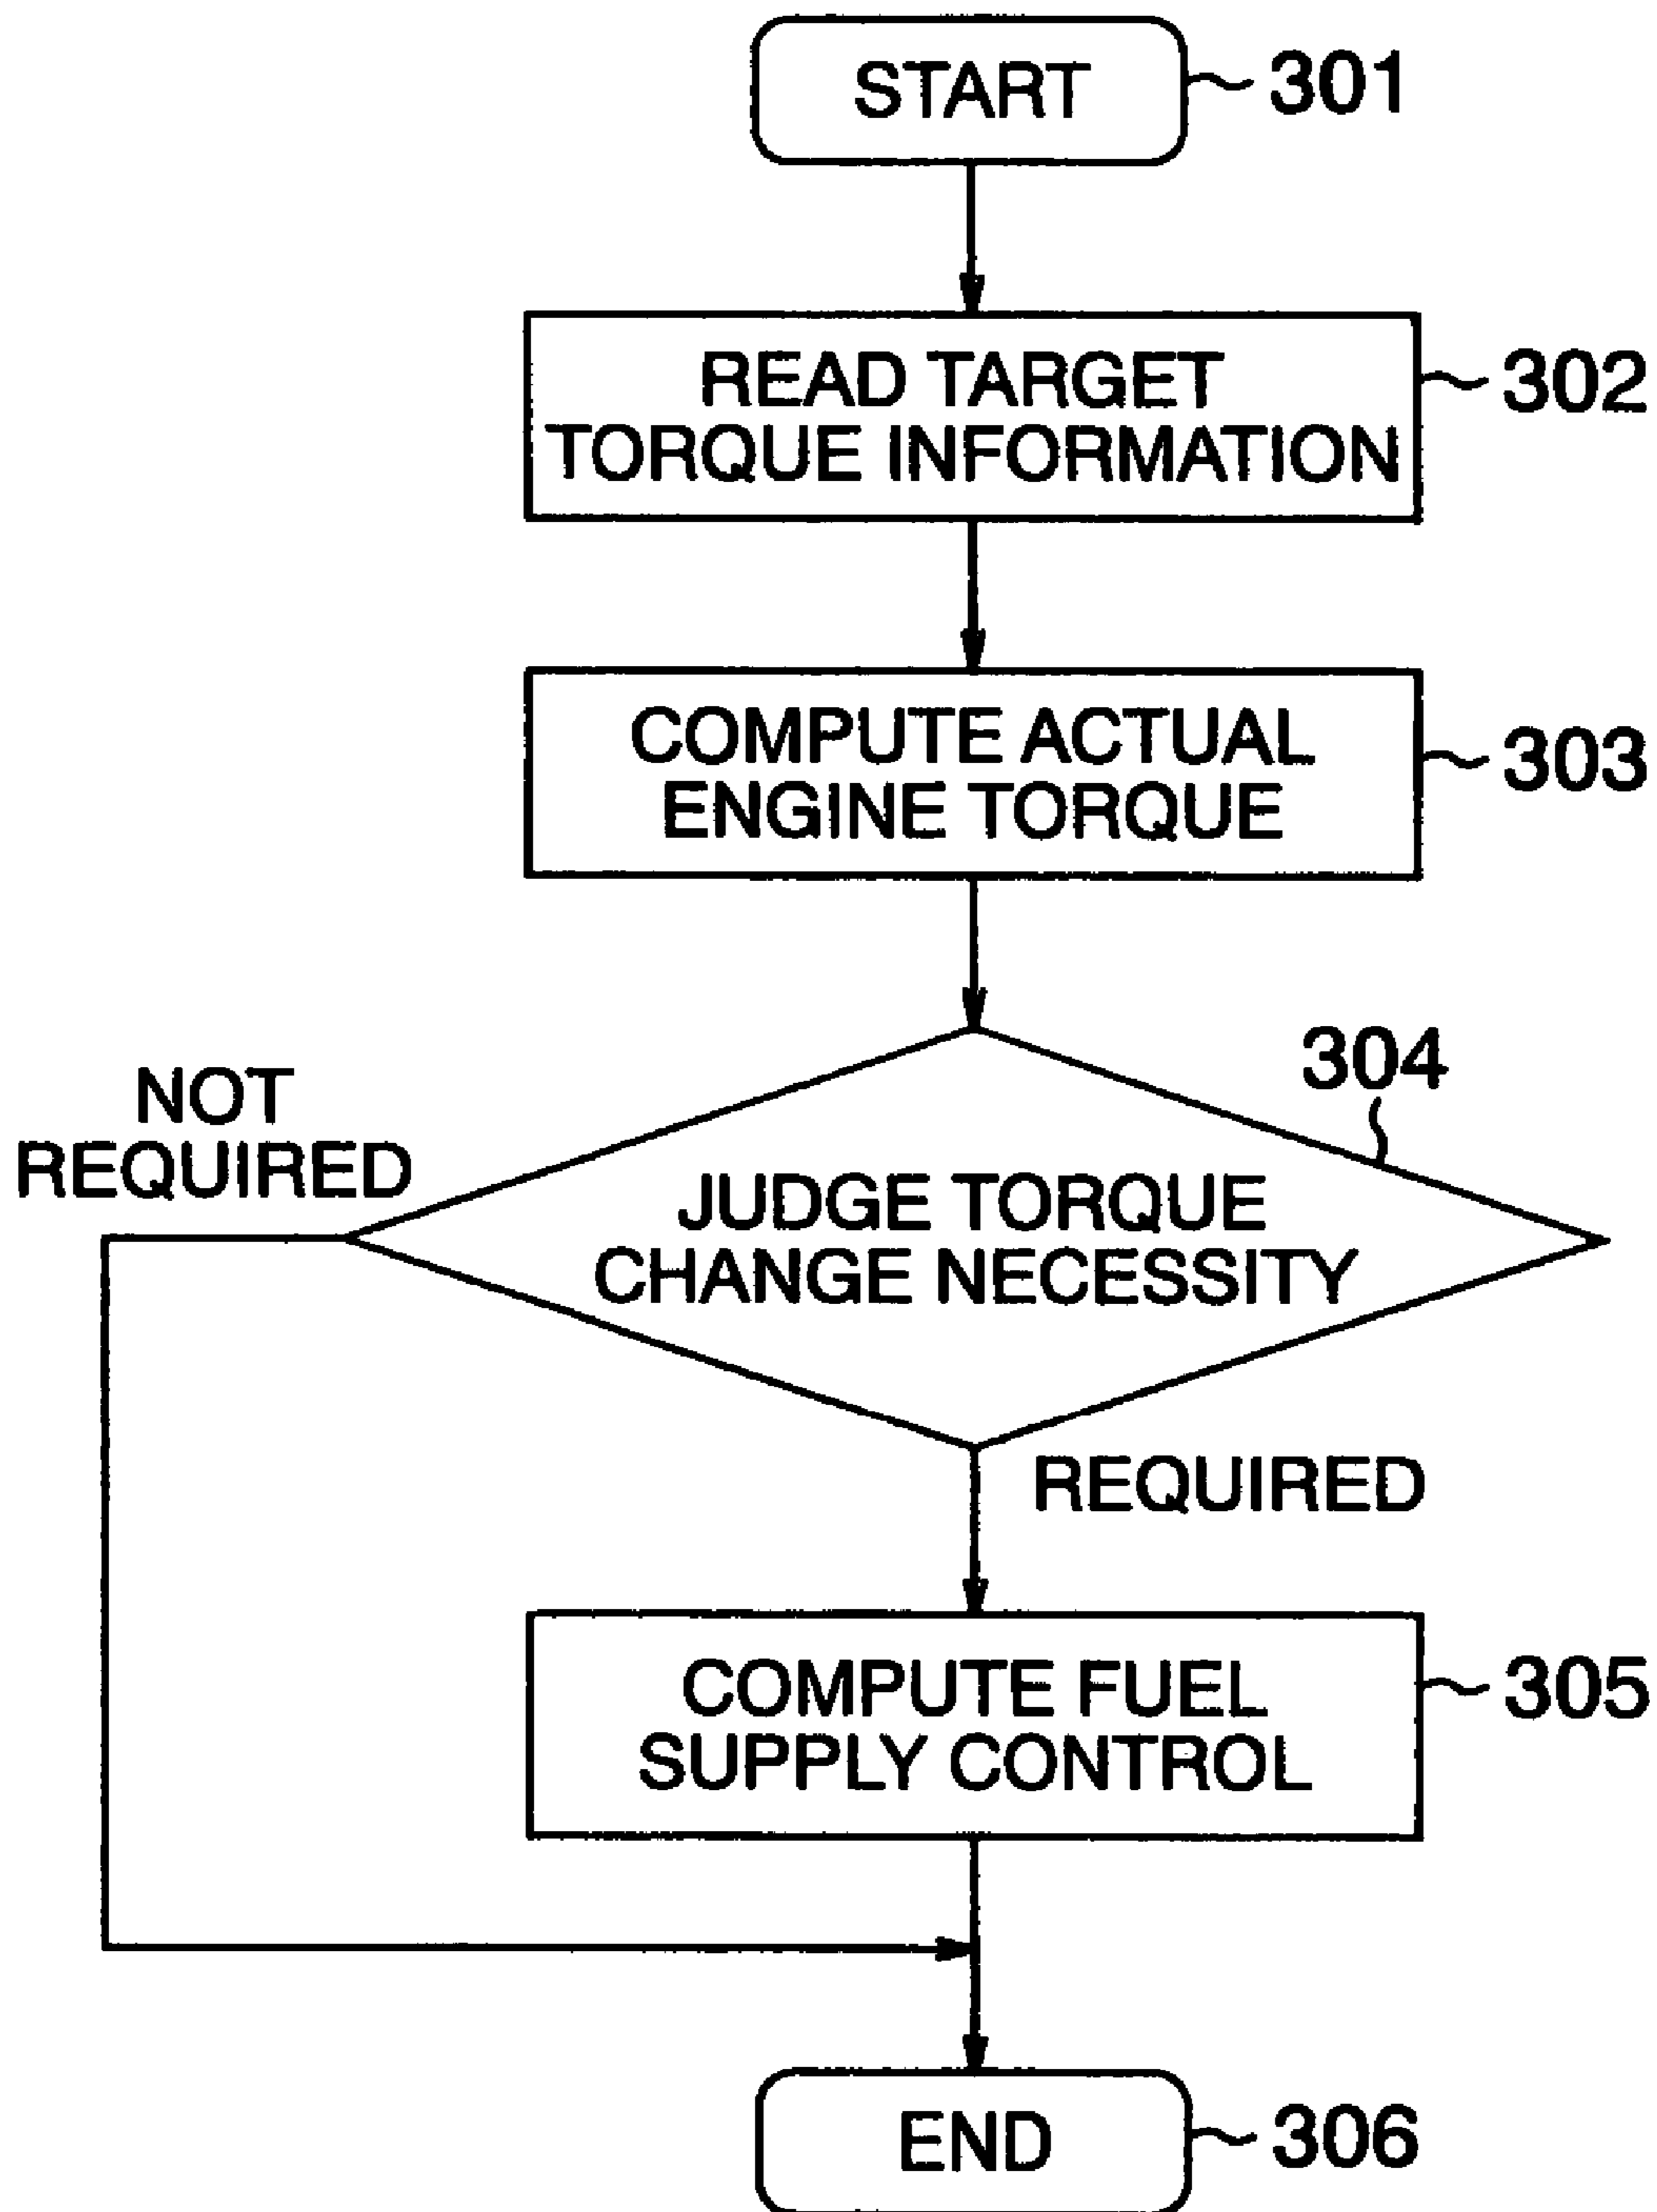 START
301
READ TARGET
TORQUE INFORMATION
302
COMPUTE ACTUAL
ENGINE TORQUE
303
304
NOT
REQUIRED
JUDGE TORQUE
CHANGE NECESSITY
REQUIRED
COMPUTE FUEL
SUPPLY CONTROL
305
END
306